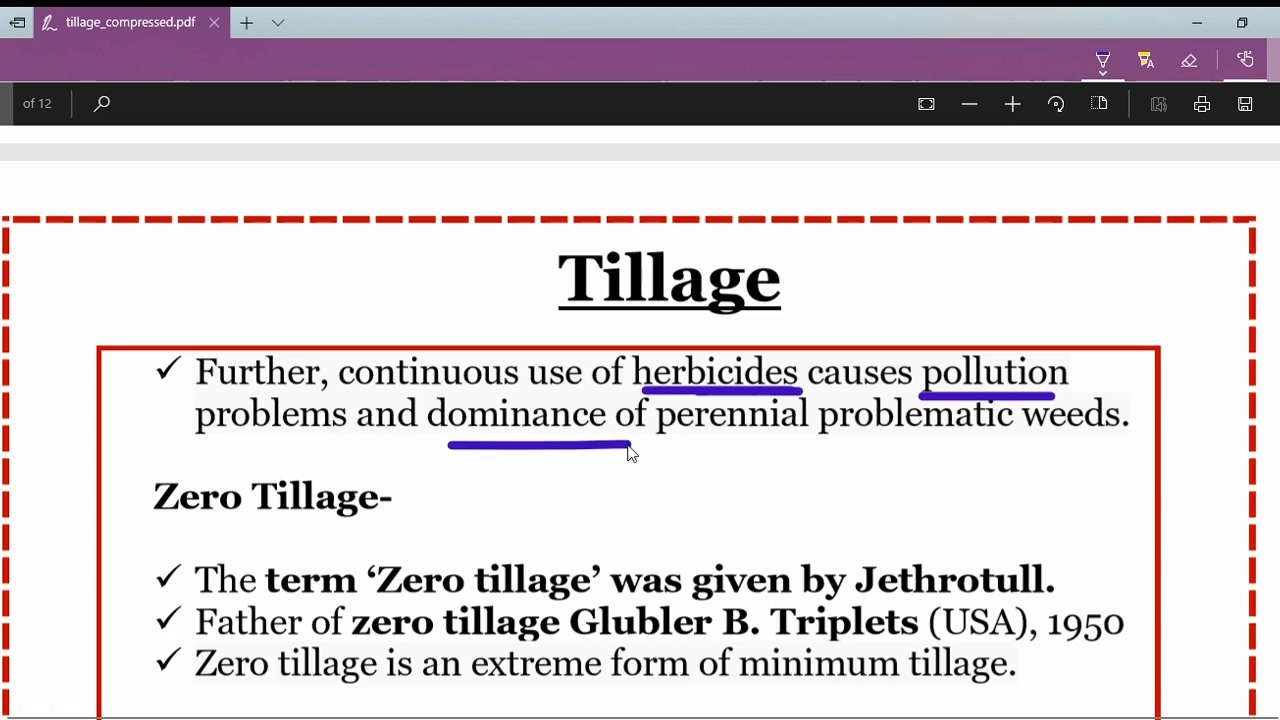 tillage_compressed.pdf
of 12
Tillage
✓ Further, continuous use of herbicides causes pollution
problems and dominance of perennial problematic weeds.
Zero Tillage-
✓ The term ‘Zero tillage’ was given by Jethrotull.
✓ Father of zero tillage Glubler B. Triplets (USA), 1950
✓ Zero tillage is an extreme form of minimum tillage.